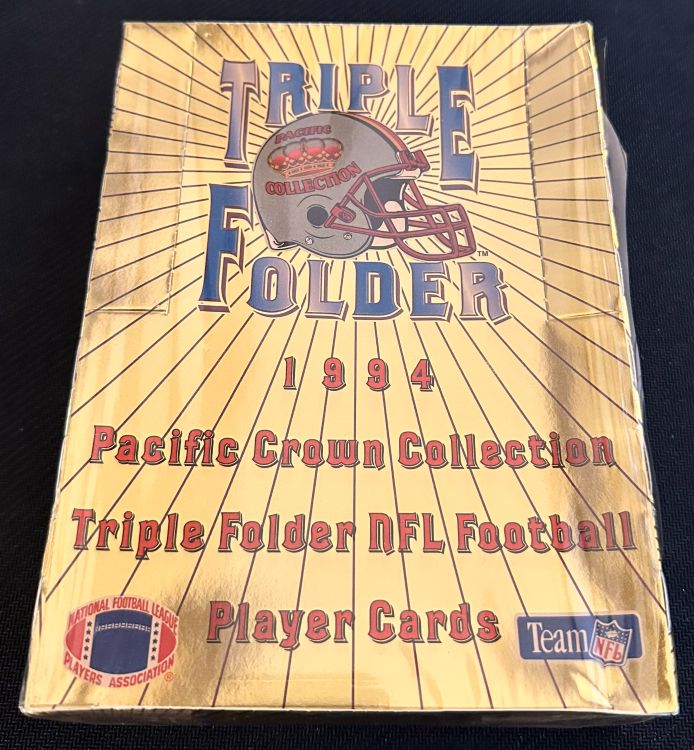 TRIPLE
PACIFIC
COLLECTION
FOLDER
TM
1994
Pacific Crown Collection
Triple Folder NFL Football
Player Cards
NATIONAL FOOTBALL LEAGUE
PLAYERS ASSOCIATION
®
Team NFL